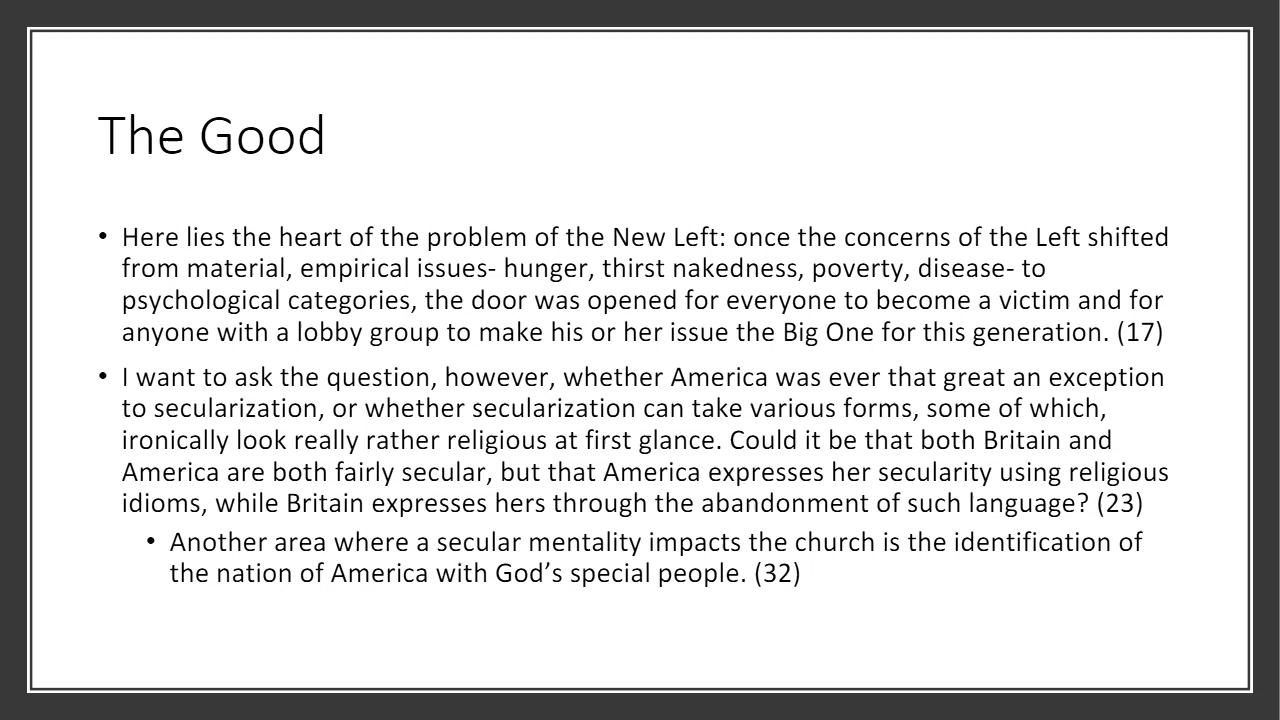 The Good
• Here lies the heart of the problem of the New Left: once the concerns of the Left shifted
from material, empirical issues- hunger, thirst nakedness, poverty, disease- to
psychological categories, the door was opened for everyone to become a victim and for
anyone with a lobby group to make his or her issue the Big One for this generation. (17)
• I want to ask the question, however, whether America was ever that great an exception
to secularization, or whether secularization can take various forms, some of which,
ironically look really rather religious at first glance. Could it be that both Britain and
America are both fairly secular, but that America expresses her secularity using religious
idioms, while Britain expresses hers through the abandonment of such language? (23)
• Another area where a secular mentality impacts the church is the identification of
the nation of America with God’s special people. (32)